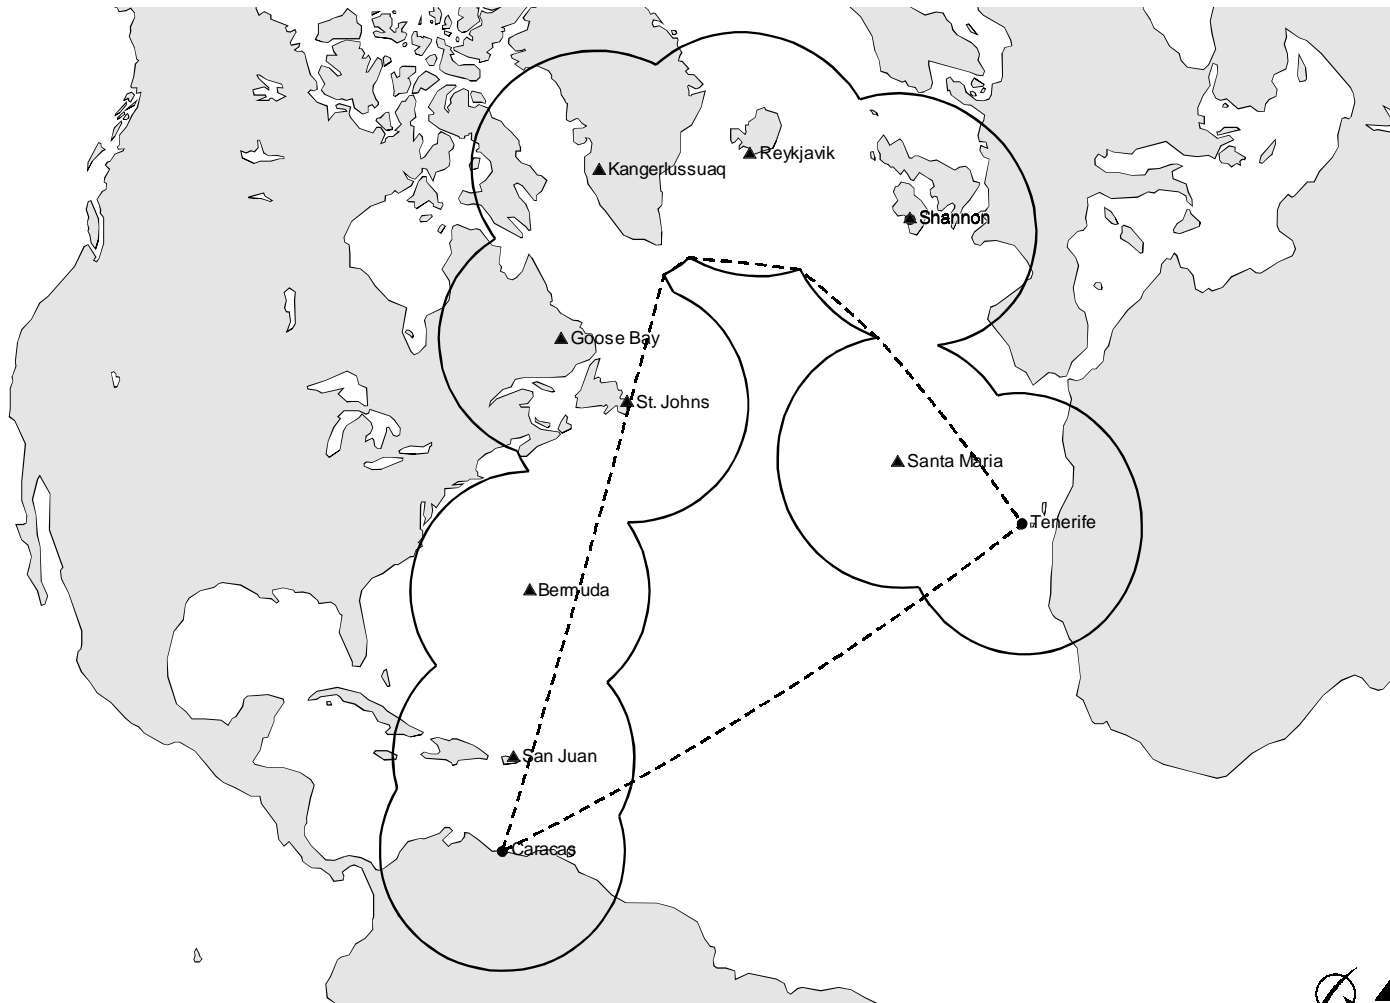 Reykjavik
Kangerlussuaq
Shannon
Goose Bay
St. Johns
Santa Maria
Tenerife
Bermuda
San Juan
Caracas